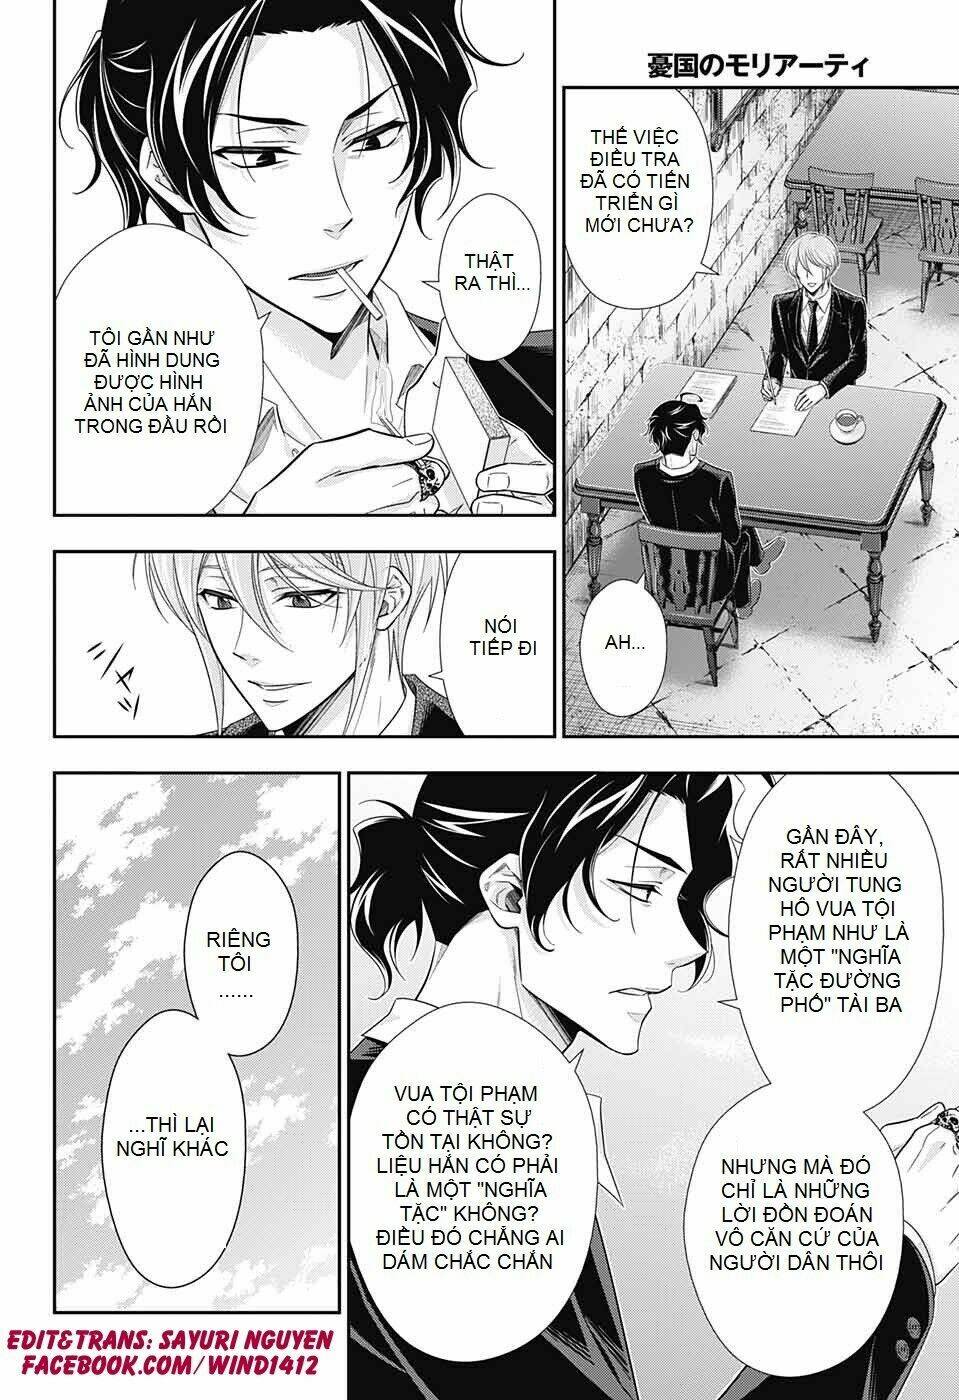 憂国のモリアーティ
THẾ VIỆC
ĐIỀU TRA
ĐÃ CÓ TIẾN
TRIỂN GÌ
MỚI CHƯA?
AH...
THẬT
RA THÌ...
TÔI GẦN NHƯ
ĐÃ HÌNH DUNG
ĐƯỢC HÌNH
ẢNH CỦA HẮN
TRONG ĐẦU RỒI
NÓI
TIẾP ĐI
GẦN ĐÂY,
RẤT NHIỀU
NGƯỜI TUNG
HÔ VUA TỘI
PHẠM NHƯ LÀ
MỘT "NGHĨA
TẶC ĐƯỜNG
PHỐ" TÀI BA
NHƯNG MÀ ĐÓ
CHỈ LÀ NHỮNG
LỜI ĐỒN ĐOÁN
VÔ CĂN CỨ CỦA
NGƯỜI DÂN THÔI
VUA TỘI PHẠM
CÓ THẬT SỰ
TỒN TẠI KHÔNG?
LIỆU HẮN CÓ PHẢI
LÀ MỘT "NGHĨA
TẶC" KHÔNG?
ĐIỀU ĐÓ CHẲNG AI
DÁM CHẮC CHẮN
RIÊNG
TÔI
......
...THÌ LẠI
NGHĨ KHÁC
EDIT&TRANS: SAYURI NGUYEN
FACEBOOK.COM/WIND1412